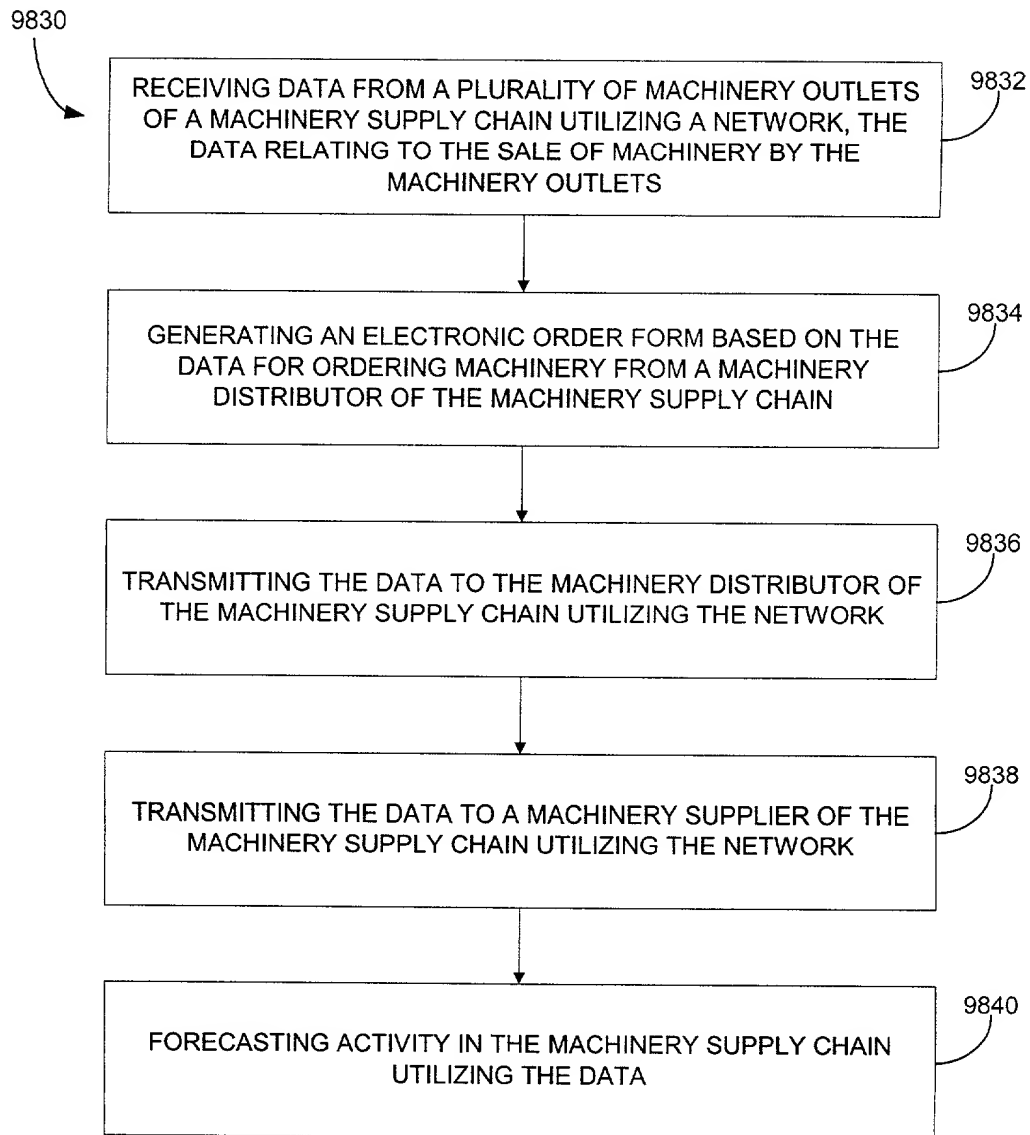 9830
RECEIVING DATA FROM A PLURALITY OF MACHINERY OUTLETS
OF A MACHINERY SUPPLY CHAIN UTILIZING A NETWORK, THE
DATA RELATING TO THE SALE OF MACHINERY BY THE
MACHINERY OUTLETS
9832
GENERATING AN ELECTRONIC ORDER FORM BASED ON THE
DATA FOR ORDERING MACHINERY FROM A MACHINERY
DISTRIBUTOR OF THE MACHINERY SUPPLY CHAIN
9834
TRANSMITTING THE DATA TO THE MACHINERY DISTRIBUTOR OF
THE MACHINERY SUPPLY CHAIN UTILIZING THE NETWORK
9836
TRANSMITTING THE DATA TO A MACHINERY SUPPLIER OF THE
MACHINERY SUPPLY CHAIN UTILIZING THE NETWORK
9838
FORECASTING ACTIVITY IN THE MACHINERY SUPPLY CHAIN
UTILIZING THE DATA
9840